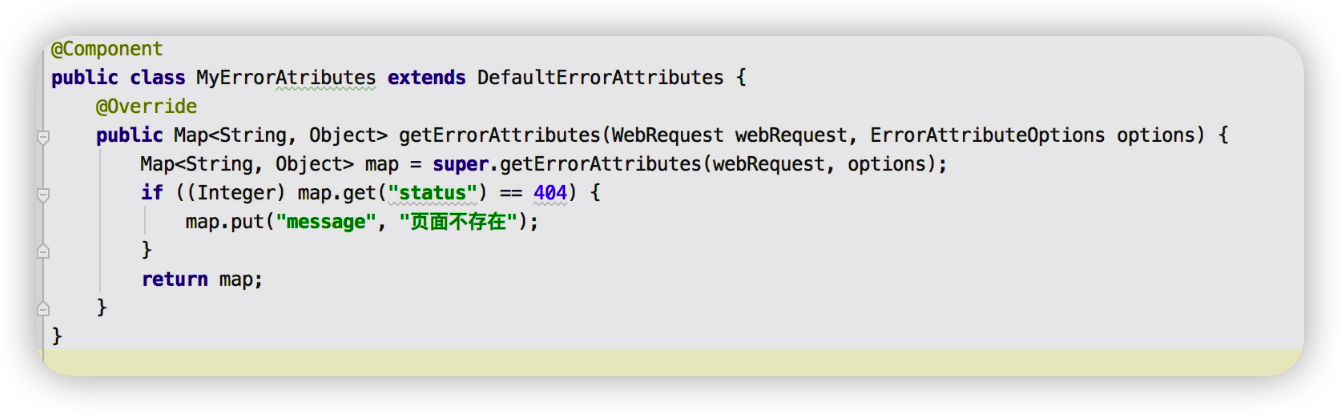 @Component
public class MyErrorAtributes extends DefaultErrorAttributes {
@Override
public Map<String, Object> getErrorAttributes(WebRequest webRequest, ErrorAttributeOptions options) {
Map<String, Object> map = super.getErrorAttributes(webRequest, options);
if ((Integer) map.get("status") == 404) {
map.put("message", "页面不存在");
}
return map;
}
}